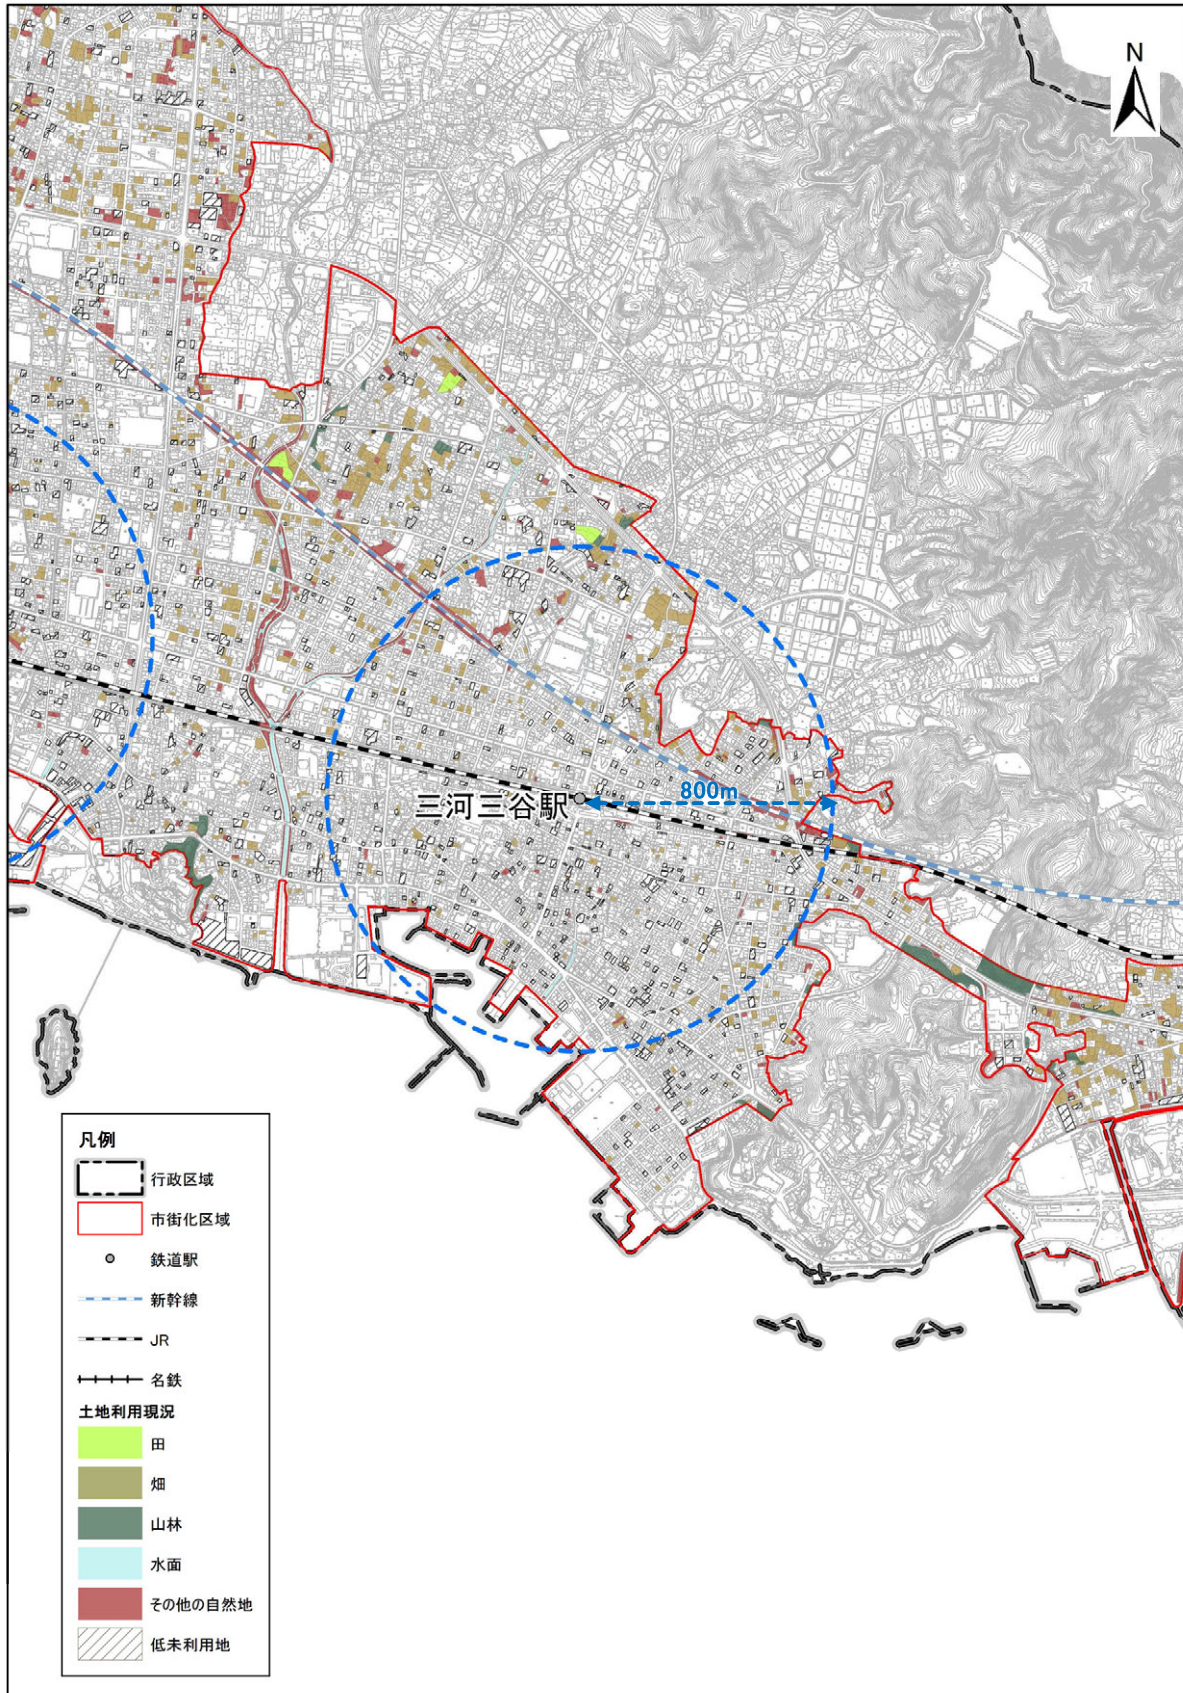 N
800m
三河三谷駅
凡例
行政区域
市街化区域
鉄道駅
新幹線
JR
名鉄
土地利用現況
田
畑
山林
水面
その他の自然地
低未利用地